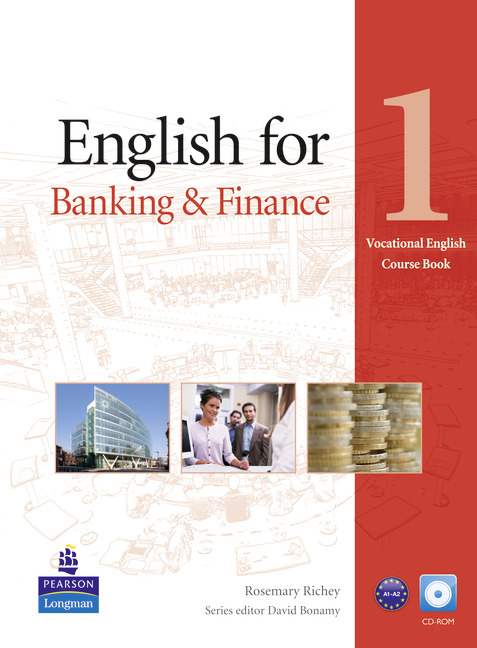 English for
Banking & Finance
1
Vocational English
Course Book
PEARSON
Longman
Rosemary Richey
Series editor David Bonamy
A1-A2
CD-ROM